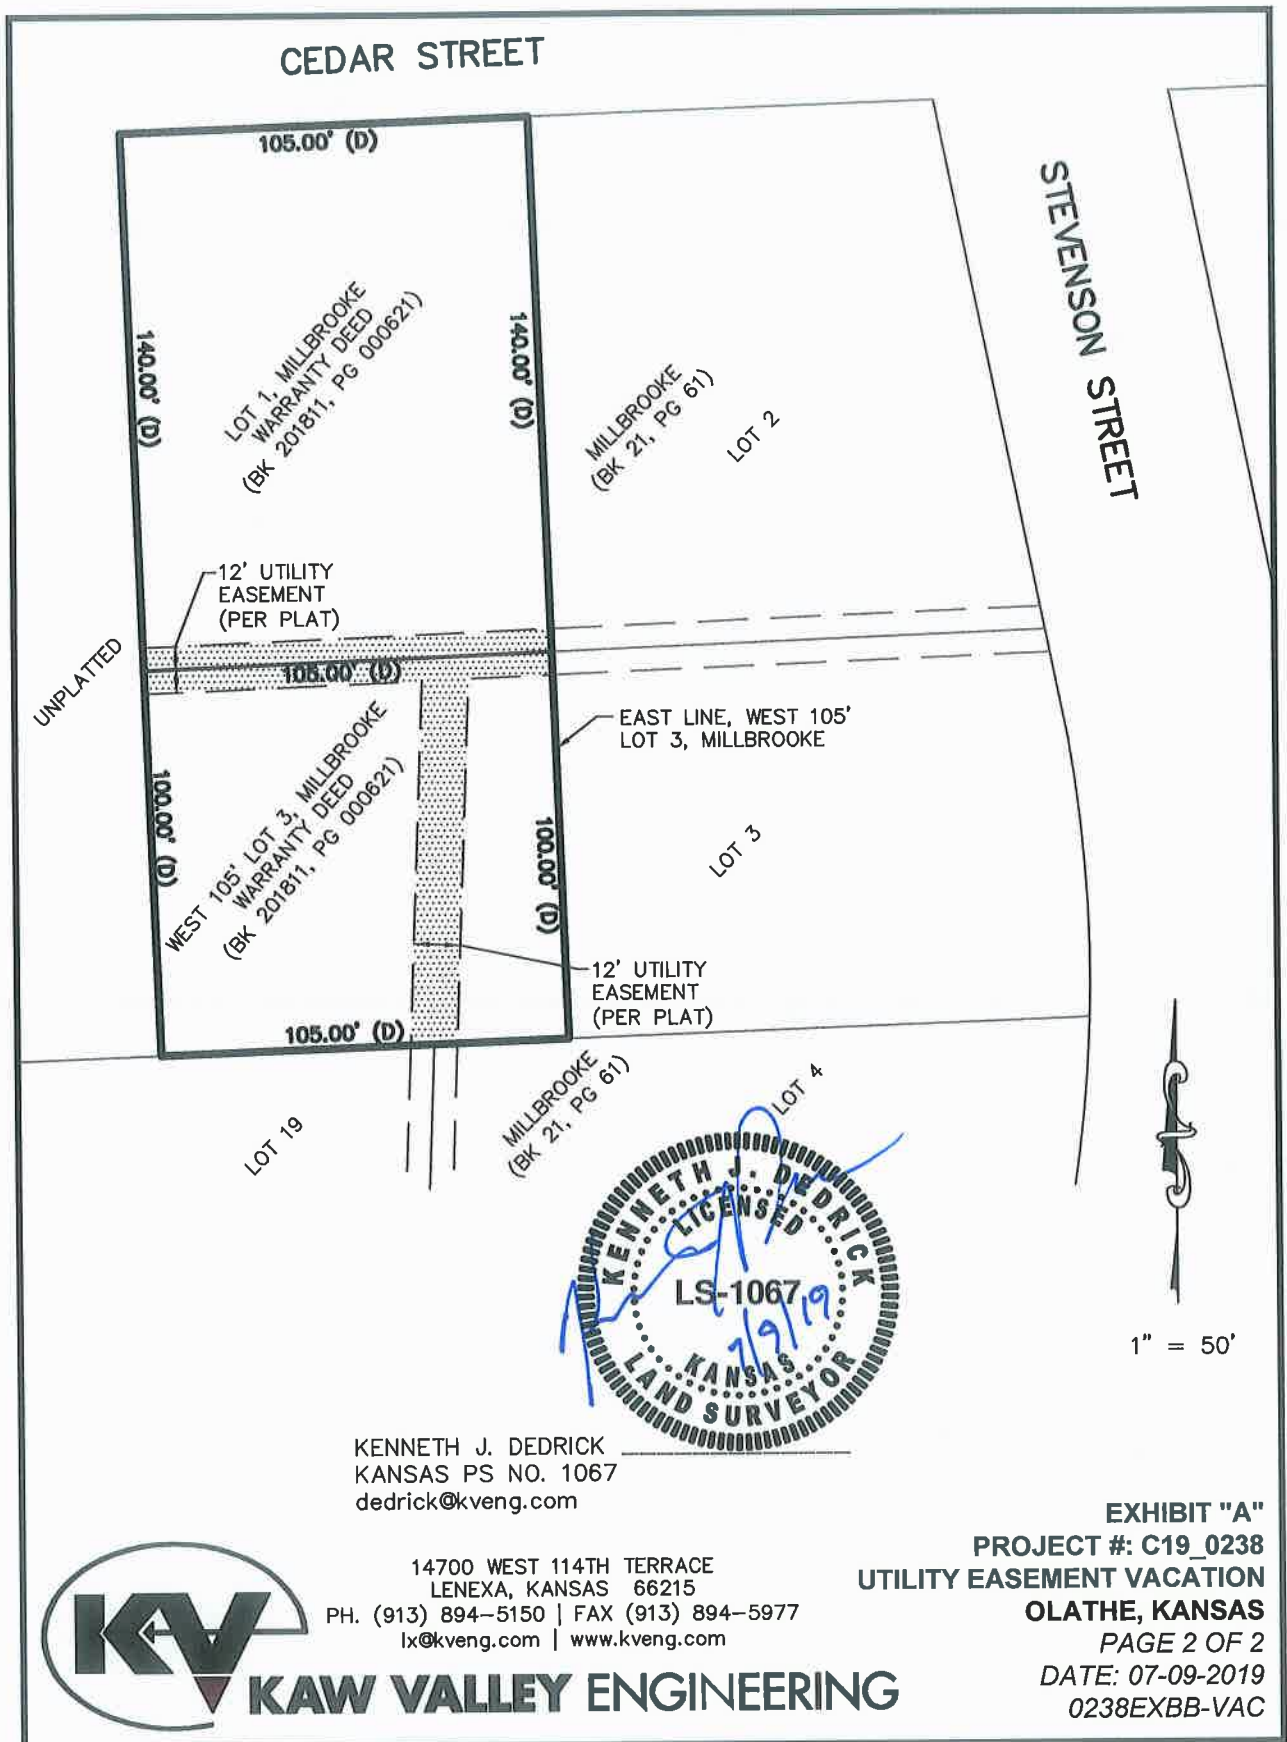 CEDAR STREET
105.00' (D)
STEVENSON STREET
140.00' (D)
LOT 1, MILLBROOKE
WARRANTY DEED
(BK 201811, PG 000621)
140.00' (D)
MILLBROOKE
(BK 21, PG 61)
LOT 2
12' UTILITY
EASEMENT
(PER PLAT)
UNPLATTED
105.00' (D)
EAST LINE, WEST 105'
LOT 3, MILLBROOKE
100.00' (D)
WEST 105' LOT 3, MILLBROOKE
WARRANTY DEED
(BK 201811, PG 000621)
100.00' (D)
LOT 3
12' UTILITY
EASEMENT
(PER PLAT)
105.00' (D)
LOT 19
MILLBROOKE
(BK 21, PG 61)
LOT 4
KENNETH J. DEDRICK
LICENSED
LS-1067
7/9/19
KANSAS
LAND SURVEYOR
1" = 50'
KENNETH J. DEDRICK
KANSAS PS NO. 1067
dedrick@kveng.com
14700 WEST 114TH TERRACE
LENEXA, KANSAS 66215
PH. (913) 894-5150 | FAX (913) 894-5977
lx@kveng.com | www.kveng.com
KV
KAW VALLEY ENGINEERING
EXHIBIT "A"
PROJECT #: C19_0238
UTILITY EASEMENT VACATION
OLATHE, KANSAS
PAGE 2 OF 2
DATE: 07-09-2019
0238EXBB-VAC